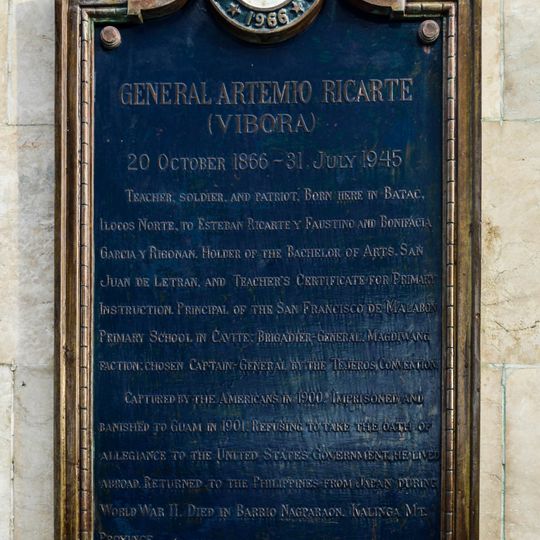 1966
GENERAL ARTEMIO RICARTE
(VIBORA)
20 OCTOBER 1866 - 31 JULY 1945
TEACHER, SOLDIER, AND PATRIOT. BORN HERE IN BATAC,
ILOCOS NORTE, TO ESTEBAN RICARTE Y FAUSTINO AND BONIFACIA
GARCIA Y RIGONAN. HOLDER OF THE BACHELOR OF ARTS, SAN
JUAN DE LETRAN, AND TEACHER'S CERTIFICATE FOR PRIMARY
INSTRUCTION. PRINCIPAL OF THE SAN FRANCISCO DE MALABON
PRIMARY SCHOOL IN CAVITE; BRIGADIER-GENERAL, MAGDIWANG
FACTION; CHOSEN CAPTAIN-GENERAL BY THE TEJEROS CONVENTION.
CAPTURED BY THE AMERICANS IN 1900. IMPRISONED AND
BANISHED TO GUAM IN 1901. REFUSING TO TAKE THE OATH OF
ALLEGIANCE TO THE UNITED STATES GOVERNMENT, HE LIVED
ABROAD. RETURNED TO THE PHILIPPINES FROM JAPAN DURING
WORLD WAR II. DIED IN BARRIO NAGPARAON, KALINGA MT.
PROVINCE